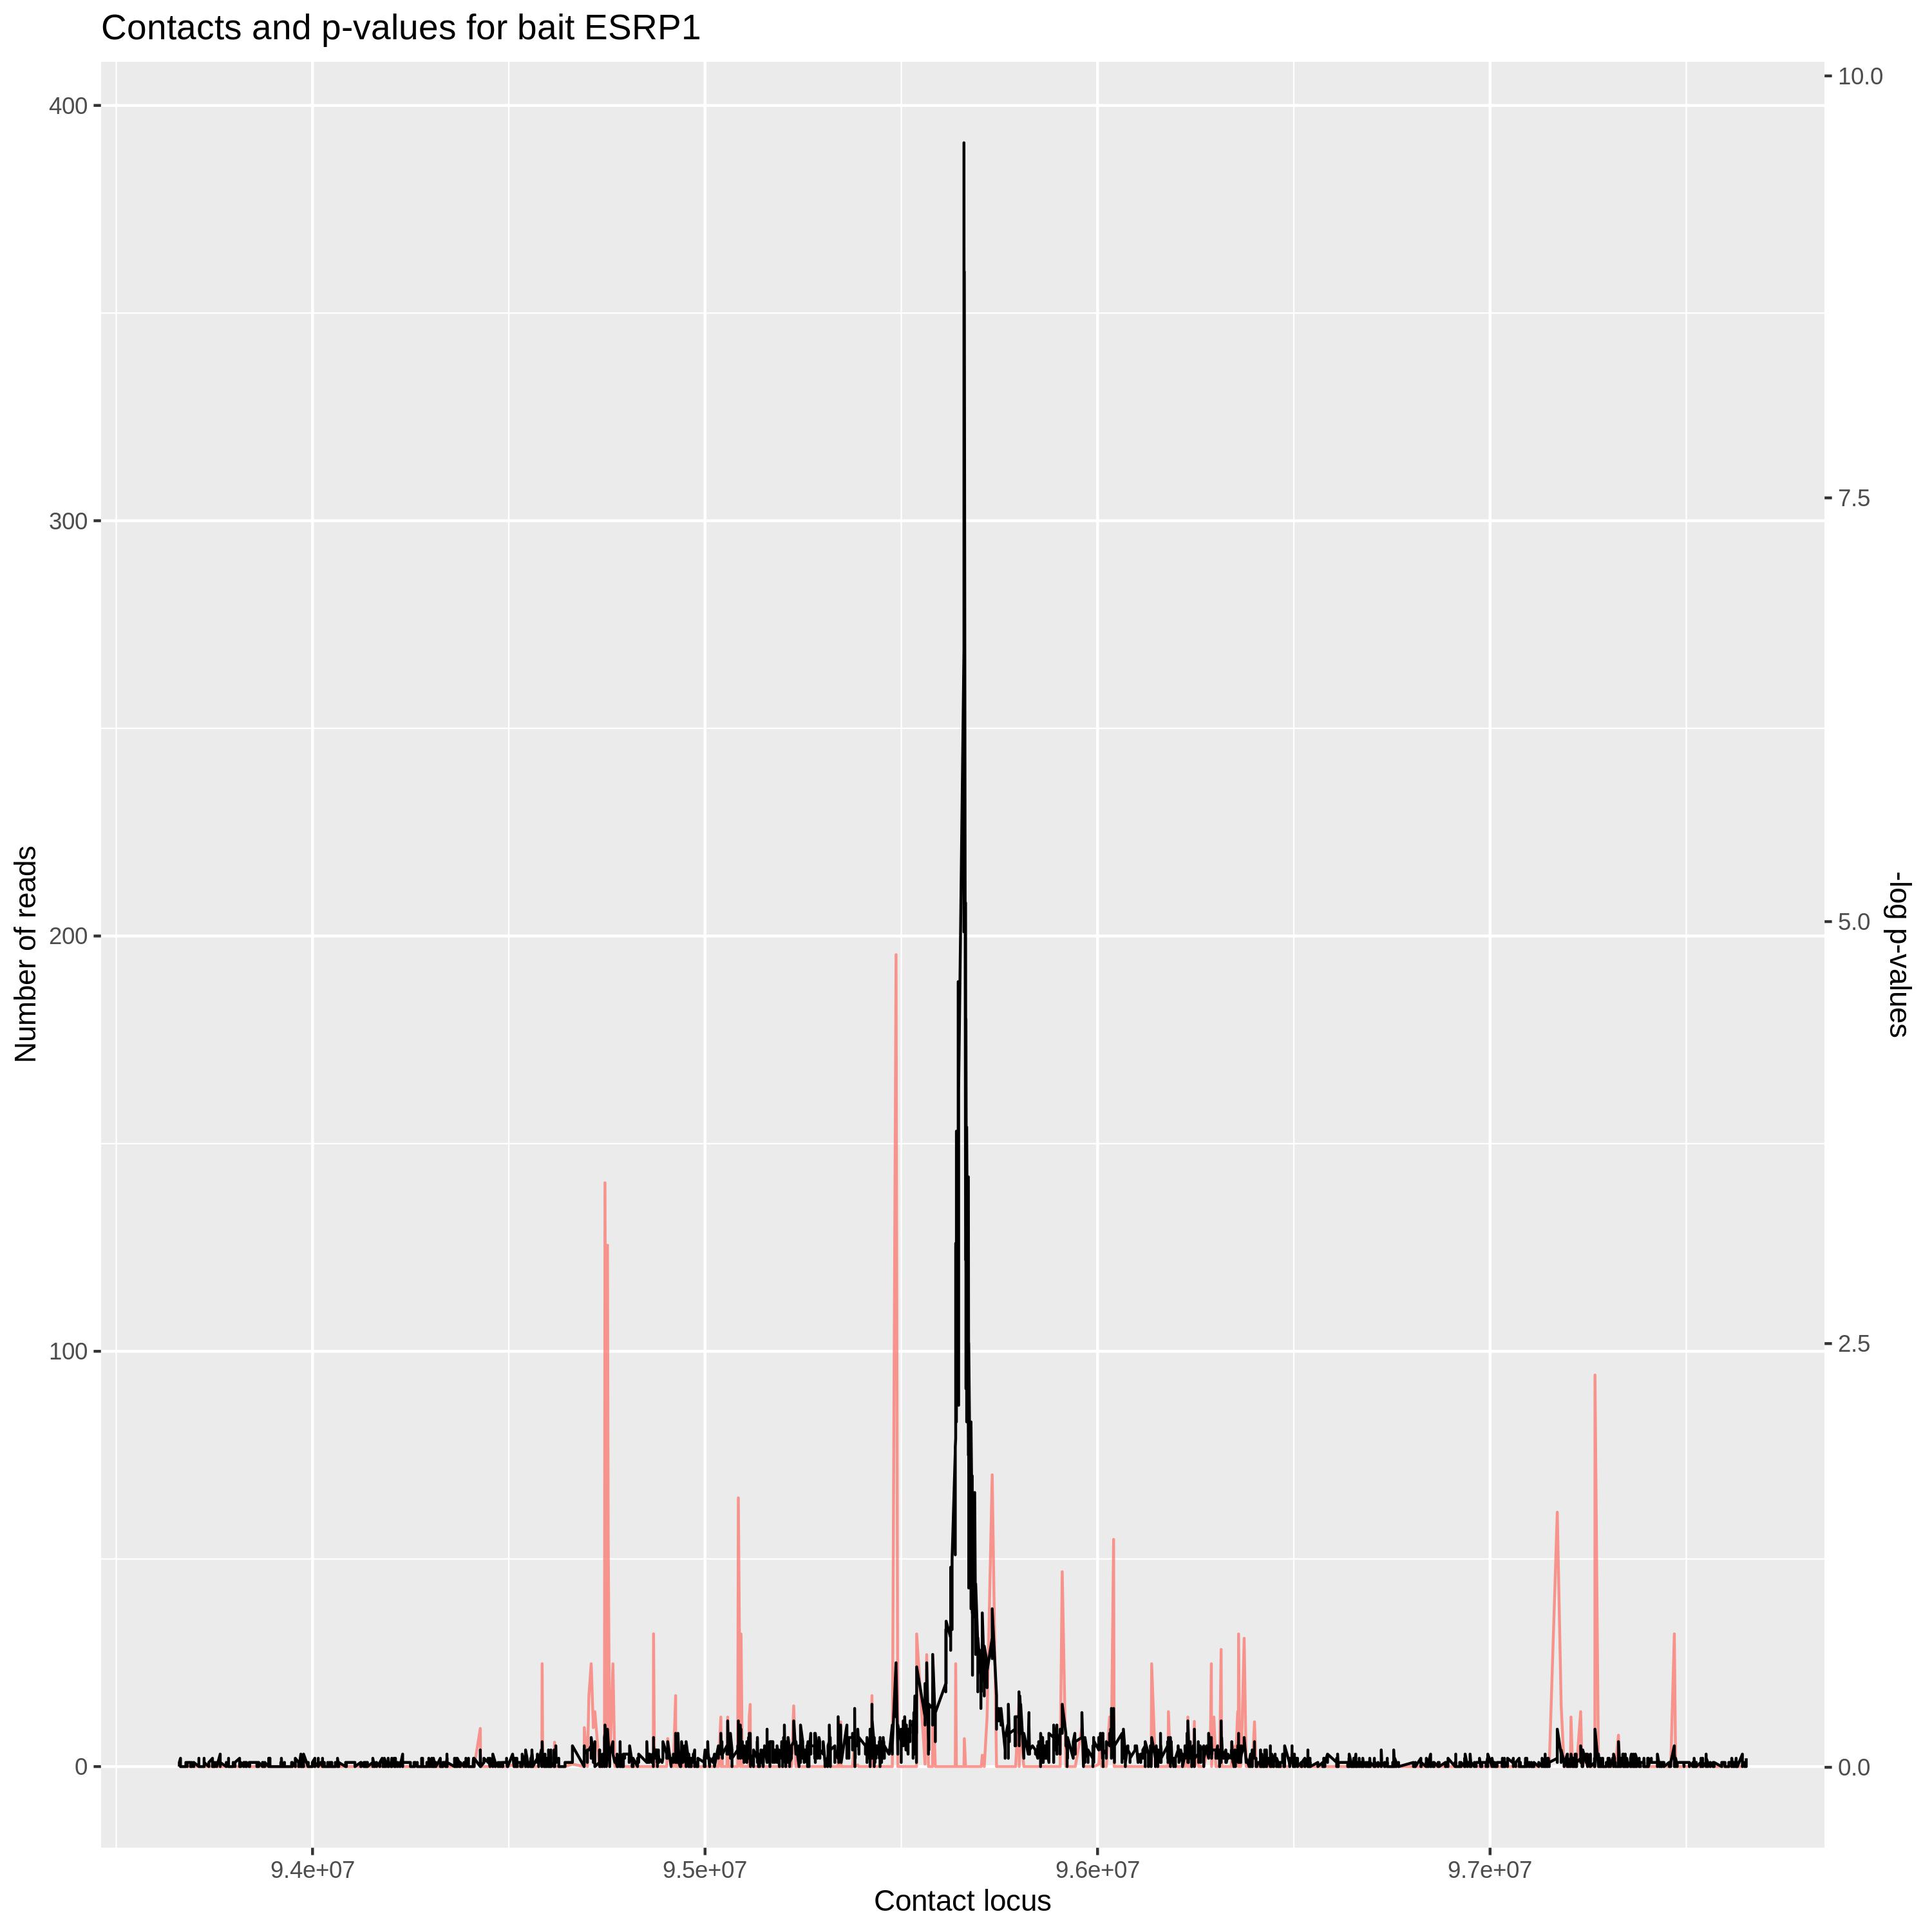 Contacts and p-values for bait ESRP1
400
300
200
100
0
Number of reads
10.0
7.5
5.0
2.5
0.0
-log p-values
9.4e+07
9.5e+07
9.6e+07
9.7e+07
Contact locus